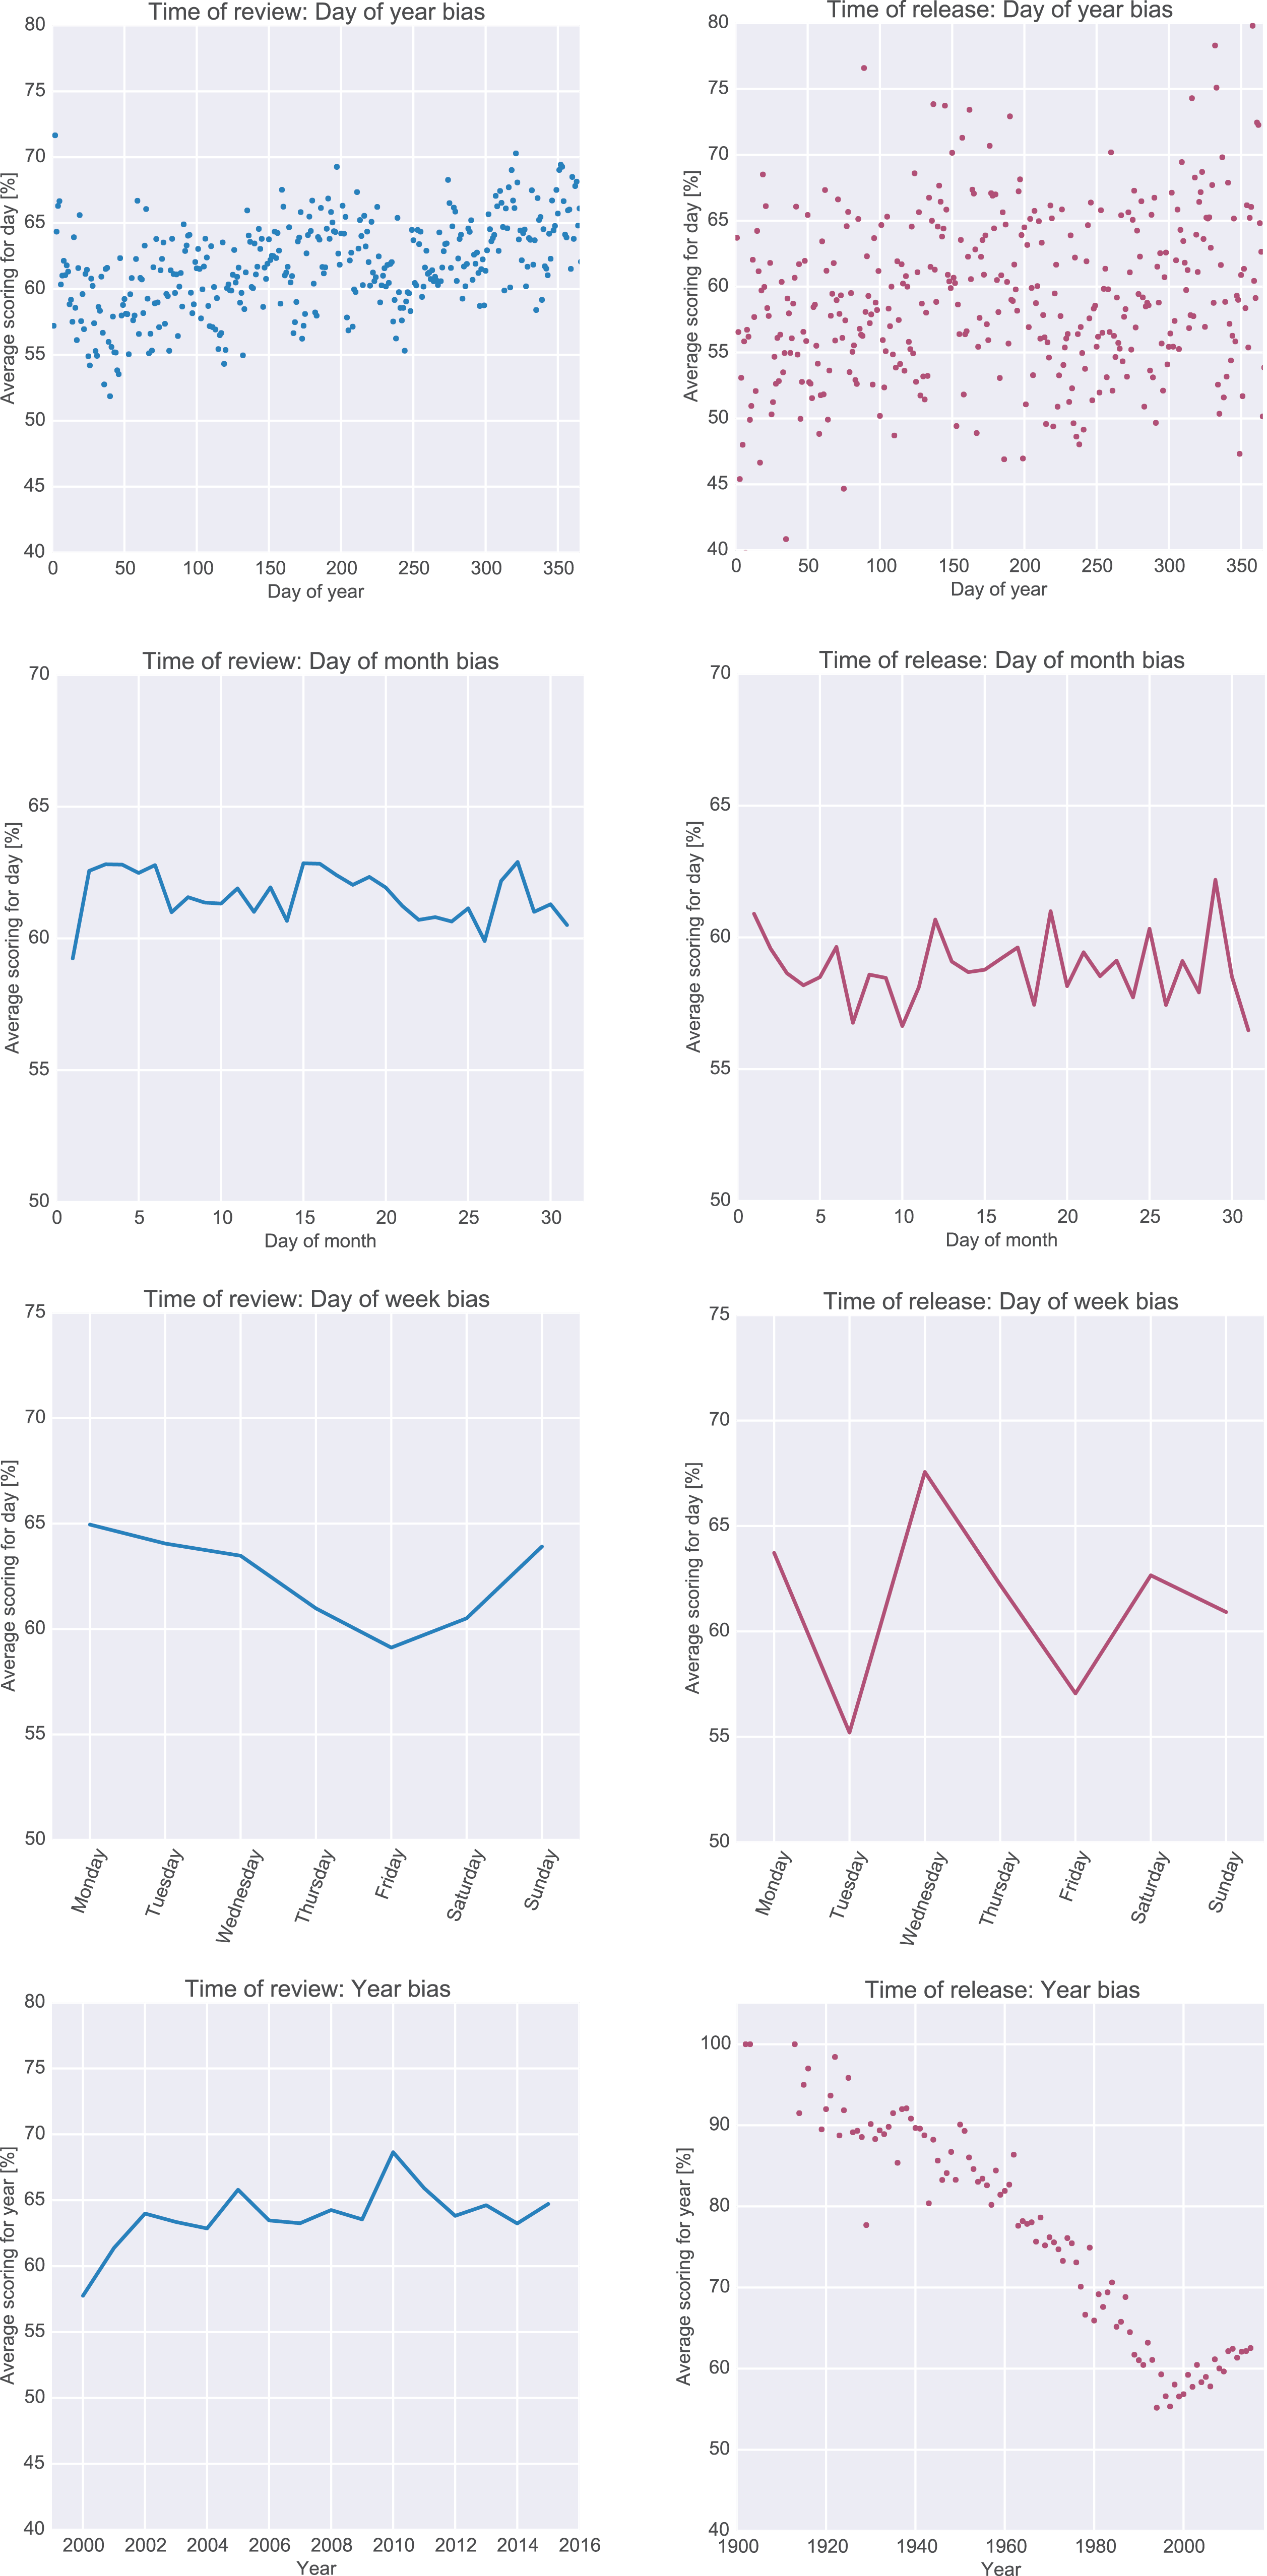 Time of review: Day of year bias
80
75
70
65
60
55
50
45
40
Average scoring for day [%]
0 50 100 150 200 250 300 350
Day of year
Time of release: Day of year bias
80
75
70
65
60
55
50
45
40
Average scoring for day [%]
0 50 100 150 200 250 300 350
Day of year
Time of review: Day of month bias
70
65
60
55
50
Average scoring for day [%]
0 5 10 15 20 25 30
Day of month
Time of release: Day of month bias
70
65
60
55
50
Average scoring for day [%]
0 5 10 15 20 25 30
Day of month
Time of review: Day of week bias
75
70
65
60
55
50
Average scoring for day [%]
Monday Tuesday Wednesday Thursday Friday Saturday Sunday
Time of release: Day of week bias
75
70
65
60
55
50
Average scoring for day [%]
Monday Tuesday Wednesday Thursday Friday Saturday Sunday
Time of review: Year bias
80
75
70
65
60
55
50
45
40
Average scoring for year [%]
2000 2002 2004 2006 2008 2010 2012 2014 2016
Year
Time of release: Year bias
100
90
80
70
60
50
40
Average scoring for year [%]
1900 1920 1940 1960 1980 2000
Year